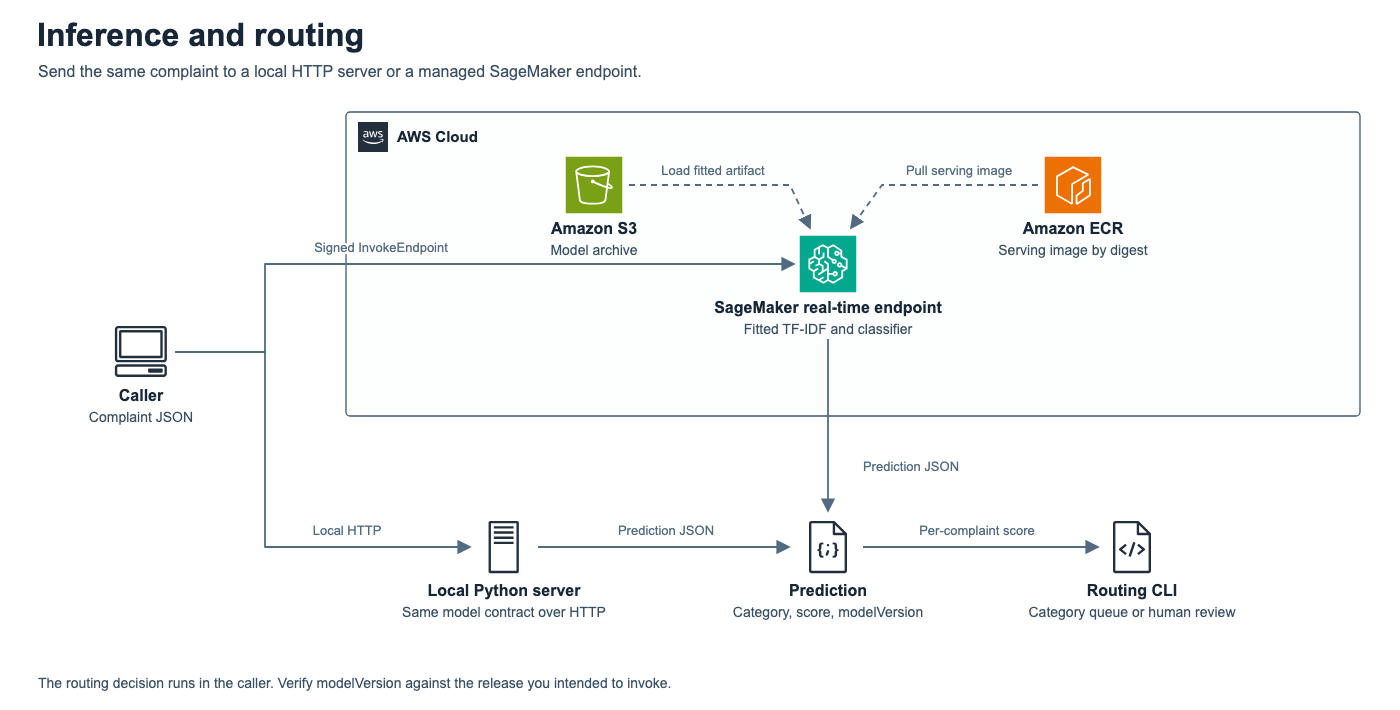 Inference and routing
Send the same complaint to a local HTTP server or a managed SageMaker endpoint.
aws
AWS Cloud
Load fitted artifact
Pull serving image
Amazon S3
Model archive
Amazon ECR
Serving image by digest
Signed InvokeEndpoint
SageMaker real-time endpoint
Fitted TF-IDF and classifier
Caller
Complaint JSON
Prediction JSON
Local HTTP
Prediction JSON
Per-complaint score
{;}
</>
Local Python server
Same model contract over HTTP
Prediction
Category, score, modelVersion
Routing CLI
Category queue or human review
The routing decision runs in the caller. Verify modelVersion against the release you intended to invoke.